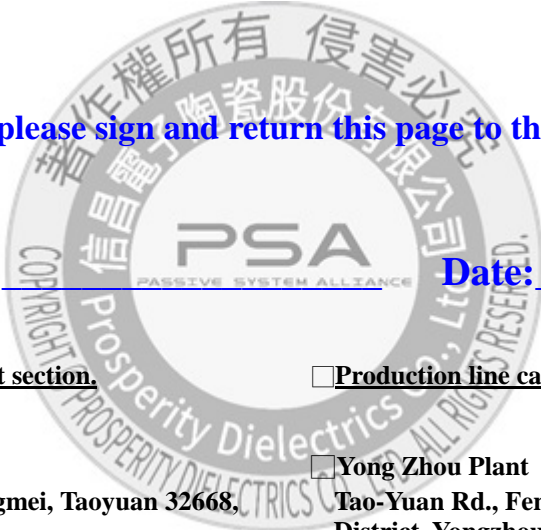 著作權所有 侵害必究
信昌電子陶瓷股份有限公司
please sign and return this page to th
PSA
PASSIVE SYSTEM ALLIANCE
Date:
t section.
Production line ca
Yong Zhou Plant
gmei, Taoyuan 32668,
Tao-Yuan Rd., Fen
District, Yongzhou
Prosperity Dielectrics Co., Ltd.
COPYRIGHT PROSPERITY DIELECTRICS CO., LTD. ALL RIGHTS RESERVED.